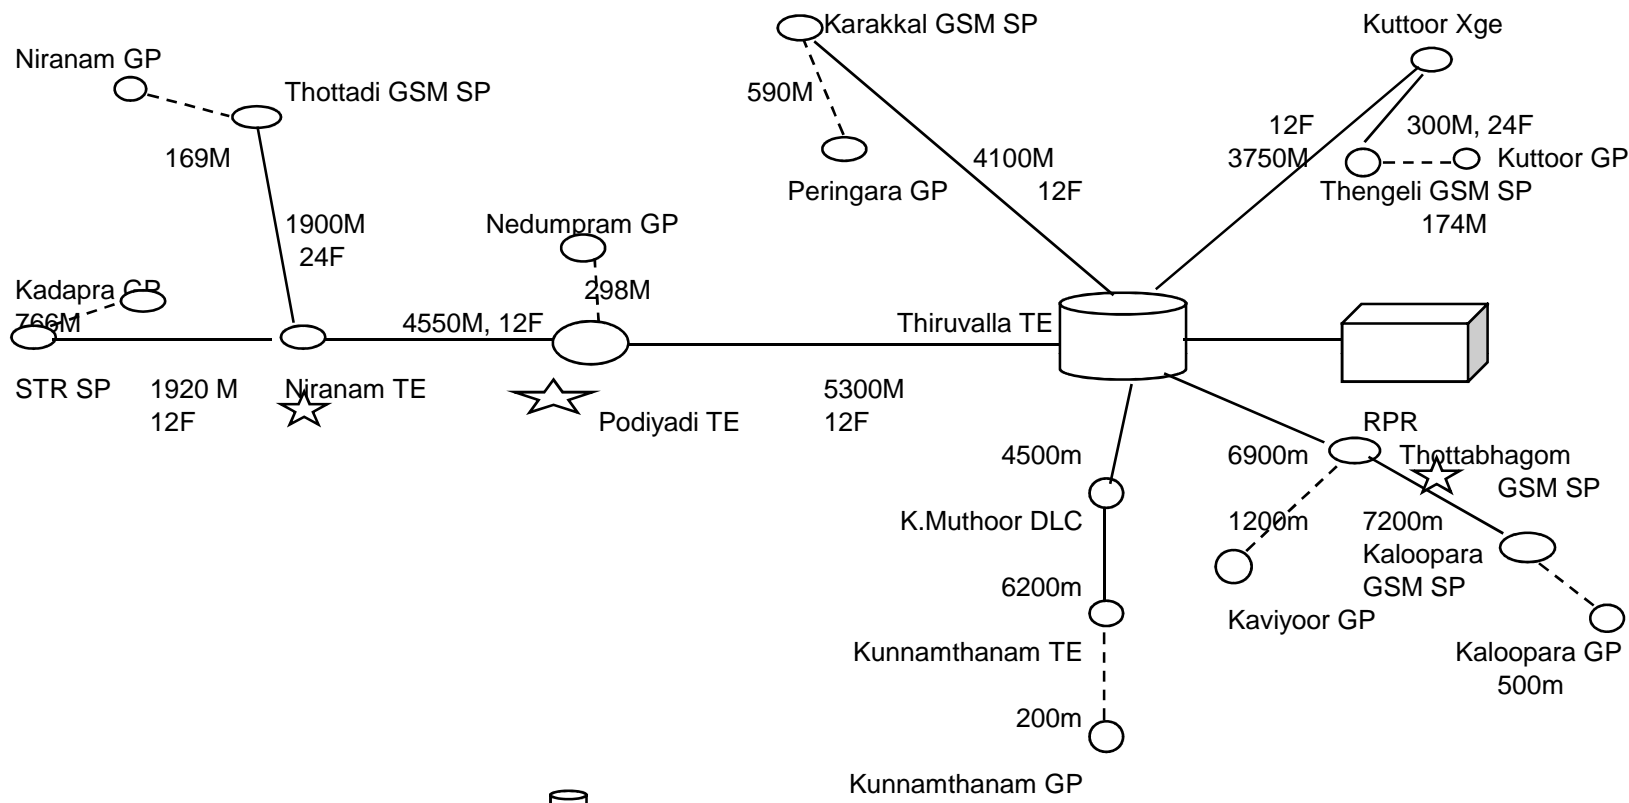 Karakkal GSM SP
Kuttoor Xge
Niranam GP
Thottadi GSM SP
590M
12F
300M, 24F
169M
4100M
3750M
Kuttoor GP
Peringara GP
12F
Thengeli GSM SP
174M
1900M
24F
Nedumpram GP
Kadapra GP
298M
766M
4550M, 12F
Thiruvalla TE
STR SP
1920 M
12F
Niranam TE
5300M
12F
Podiyadi TE
RPR
4500m
6900m
Thottabhagom
GSM SP
K.Muthoor DLC
1200m
7200m
Kaloopara
GSM SP
6200m
Kaviyoor GP
Kunnamthanam TE
Kaloopara GP
500m
200m
Kunnamthanam GP